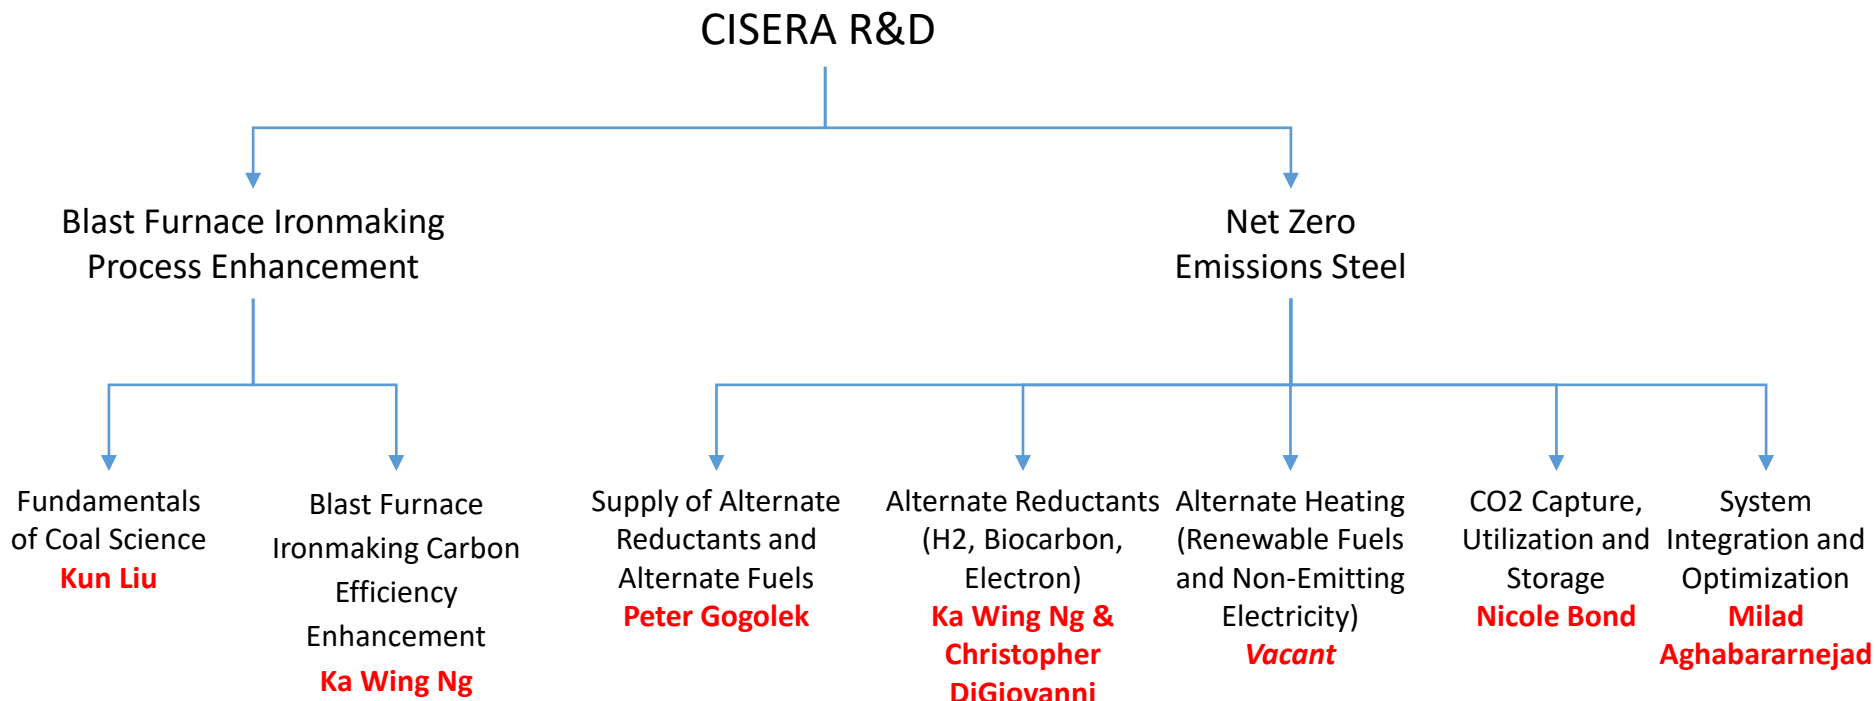 CISERA R&D
Blast Furnace Ironmaking
Process Enhancement
Net Zero
Emissions Steel
Fundamentals
of Coal Science
Kun Liu
Blast Furnace
Ironmaking Carbon
Efficiency
Enhancement
Ka Wing Ng
Supply of Alternate
Reductants and
Alternate Fuels
Peter Gogolek
Alternate Reductants
(H2, Biocarbon,
Electron)
Ka Wing Ng &
Christopher
DiGiovanni
Alternate Heating
(Renewable Fuels
and Non-Emitting
Electricity)
Vacant
CO2 Capture,
Utilization and
Storage
Nicole Bond
System
Integration and
Optimization
Milad
Aghabararnejad